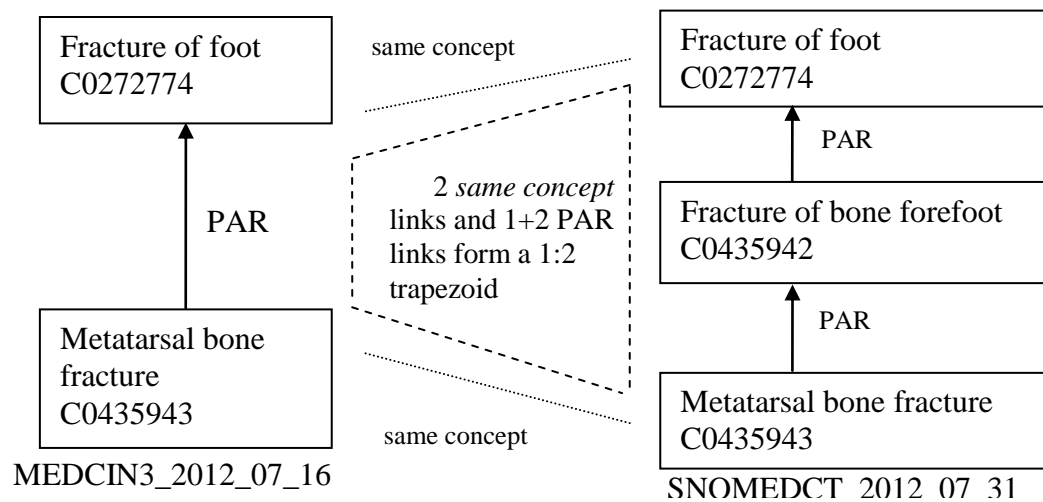 Fracture of foot
C0272774
same concept
Fracture of foot
C0272774
PAR
PAR
2 same concept
links and 1+2 PAR
links form a 1:2
trapezoid
Fracture of bone forefoot
C0435942
PAR
Metatarsal bone
fracture
C0435943
same concept
Metatarsal bone fracture
C0435943
MEDCIN3_2012_07_16
SNOMEDCT_2012_07_31